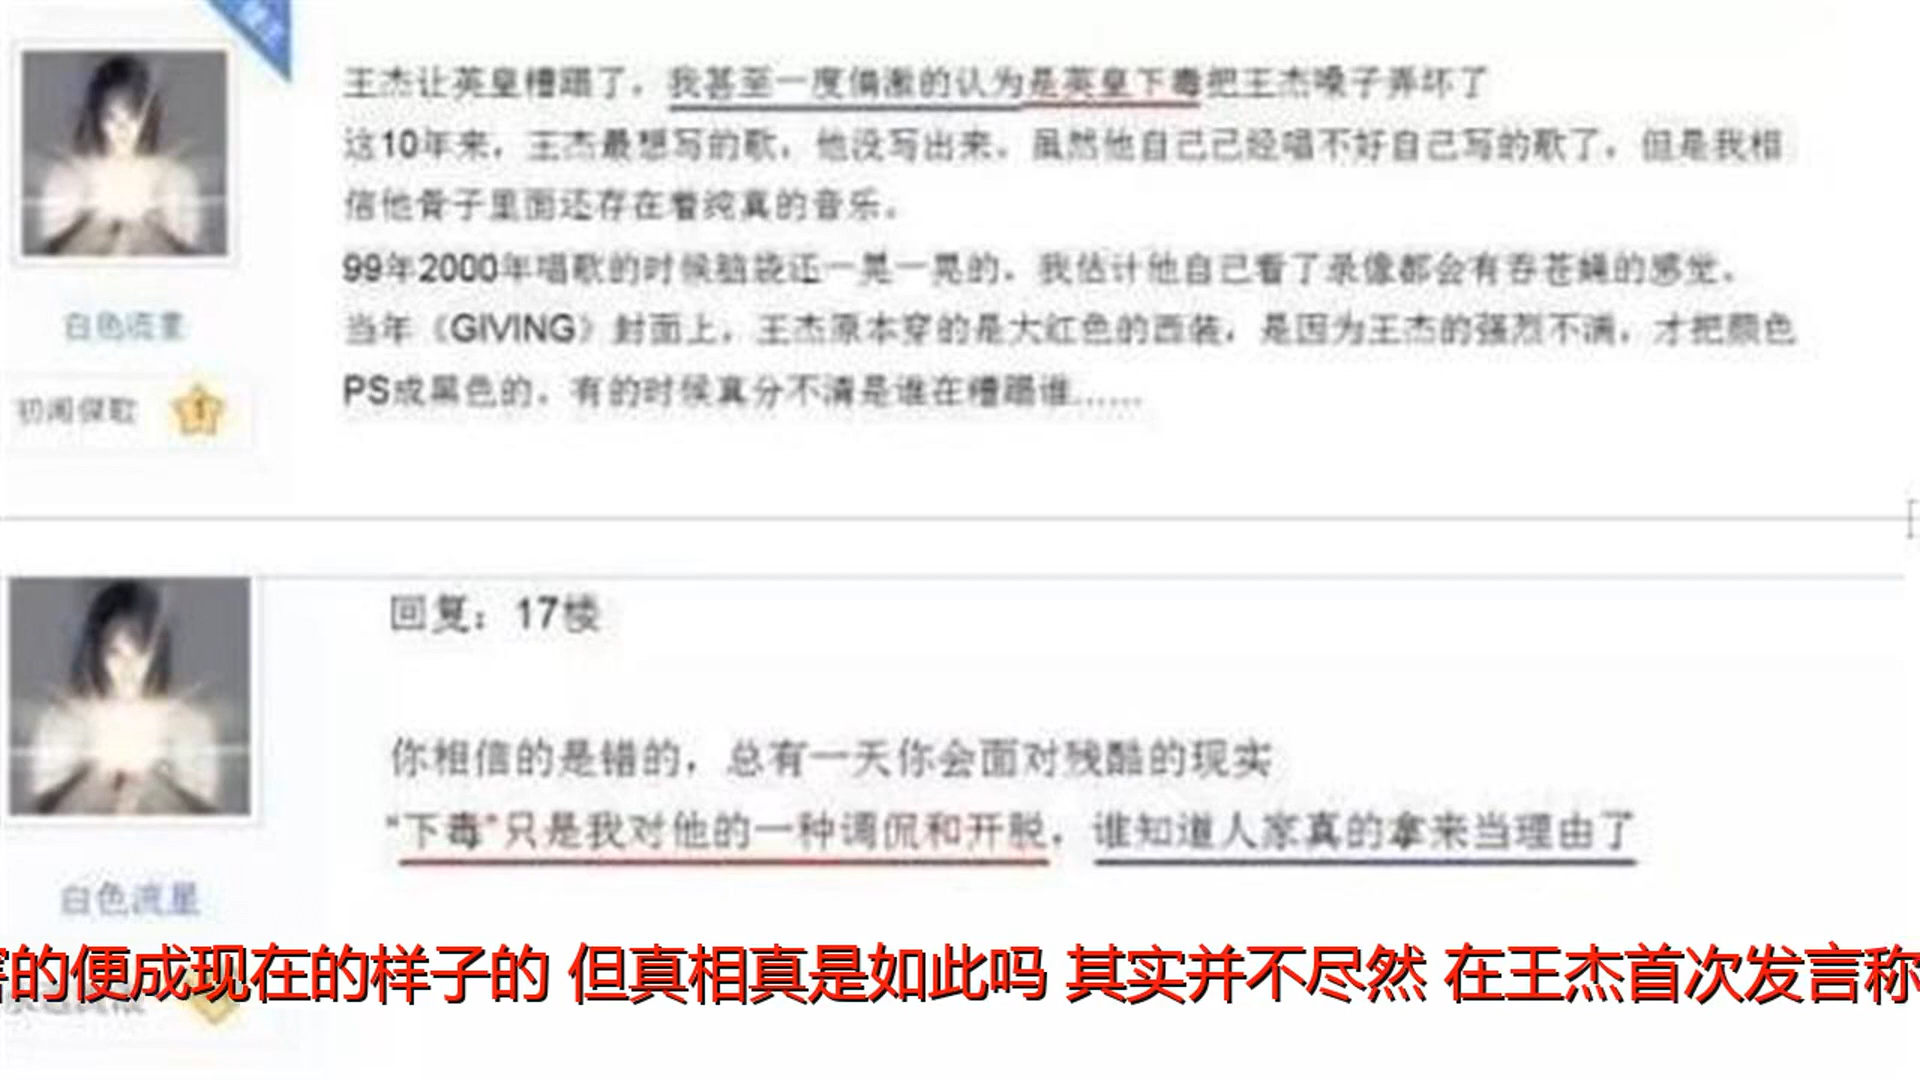 王杰让英皇槽蹋了，我甚至一度偏激的认为是英皇下毒把王杰嗓子弄坏了
这10年来，王杰最想写的歌，他没写出来。虽然他自己已经唱不好自己写的歌了，但是我相
信他骨子里面还存在着纯真的音乐。
99年2000年唱歌的时候脑袋还一晃一晃的。我估计他自己看了录像都会有吞苍蝇的感觉。
当年《GIVING》封面上，王杰原本穿的是大红色的西装，是因为王杰的强烈不满，才把颜色
PS成黑色的。有的时候真分不清是谁在槽蹋谁......
白色流星
回复：17楼
你相信的是错的，总有一天你会面对残酷的现实
“下毒”只是我对他的一种调侃和开脱，谁知道人家真的拿来当理由了
白色流星
的便成现在的样子的 但真相真是如此吗 其实并不尽然 在王杰首次发言称